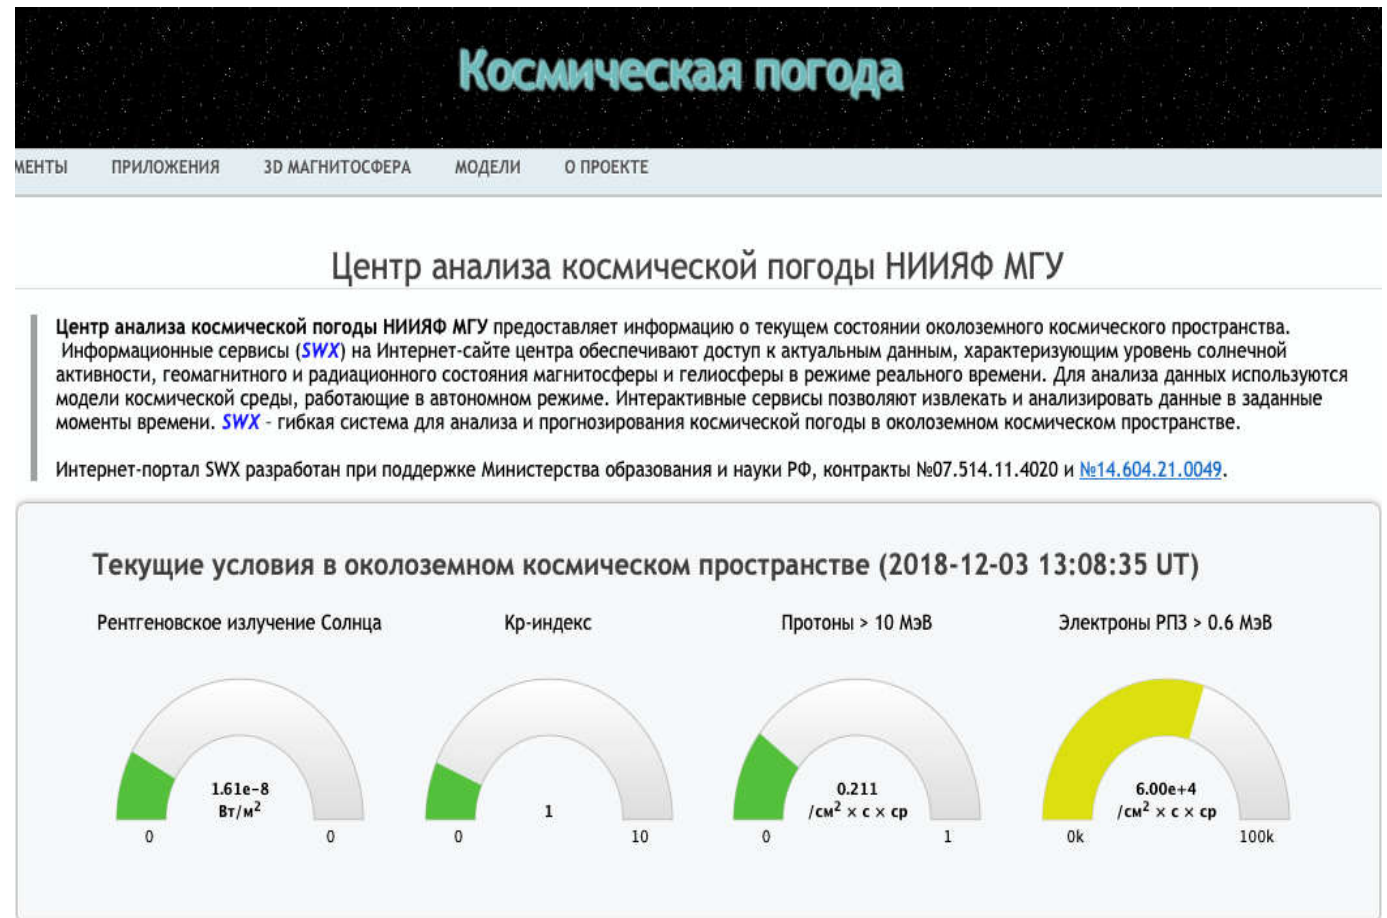 Космическая погода
МЕНТЫ ПРИЛОЖЕНИЯ 3D МАГНИТОСФЕРА МОДЕЛИ О ПРОЕКТЕ
Центр анализа космической погоды НИИЯФ МГУ
Центр анализа космической погоды НИИЯФ МГУ предоставляет информацию о текущем состоянии околоземного космического пространства.
Информационные сервисы (SWX) на Интернет-сайте центра обеспечивают доступ к актуальным данным, характеризующим уровень солнечной
активности, геомагнитного и радиационного состояния магнитосферы и гелиосферы в режиме реального времени. Для анализа данных используются
модели космической среды, работающие в автономном режиме. Интерактивные сервисы позволяют извлекать и анализировать данные в заданные
моменты времени. SWX - гибкая система для анализа и прогнозирования космической погоды в околоземном космическом пространстве.
Интернет-портал SWX разработан при поддержке Министерства образования и науки РФ, контракты №07.514.11.4020 и №14.604.21.0049.
Текущие условия в околоземном космическом пространстве (2018-12-03 13:08:35 UT)
Рентгеновское излучение Солнца Kp-индекс Протоны > 10 МэВ Электроны РПЗ > 0.6 МэВ
1.61e-8 0.211 6.00e+4
Вт/м² 1 /см² × с × ср /см² × с × ср
0 0 0 10 0 1 0k 100k